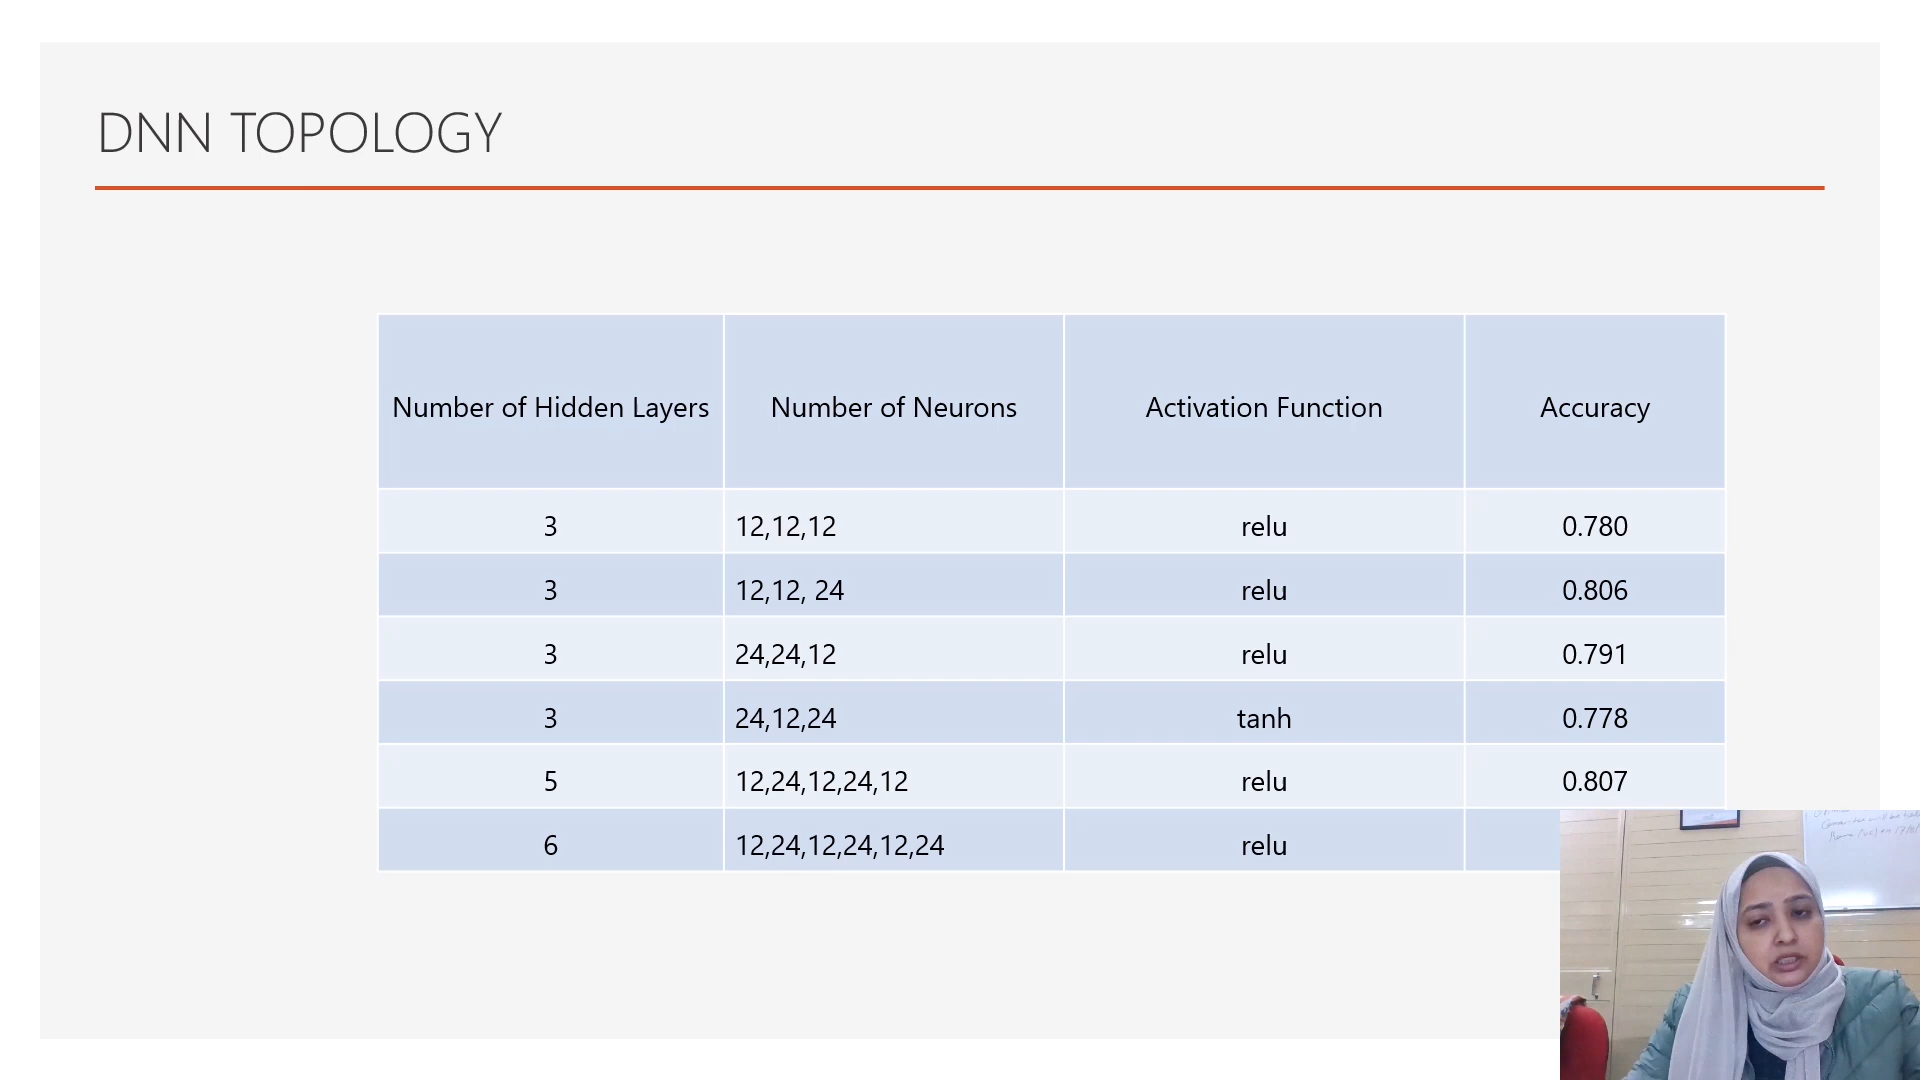 DNN TOPOLOGY
Number of Hidden Layers Number of Neurons Activation Function Accuracy
3 12,12,12 relu 0.780
3 12,12, 24 relu 0.806
3 24,24,12 relu 0.791
3 24,12,24 tanh 0.778
5 12,24,12,24,12 relu 0.807
6 12,24,12,24,12,24 relu